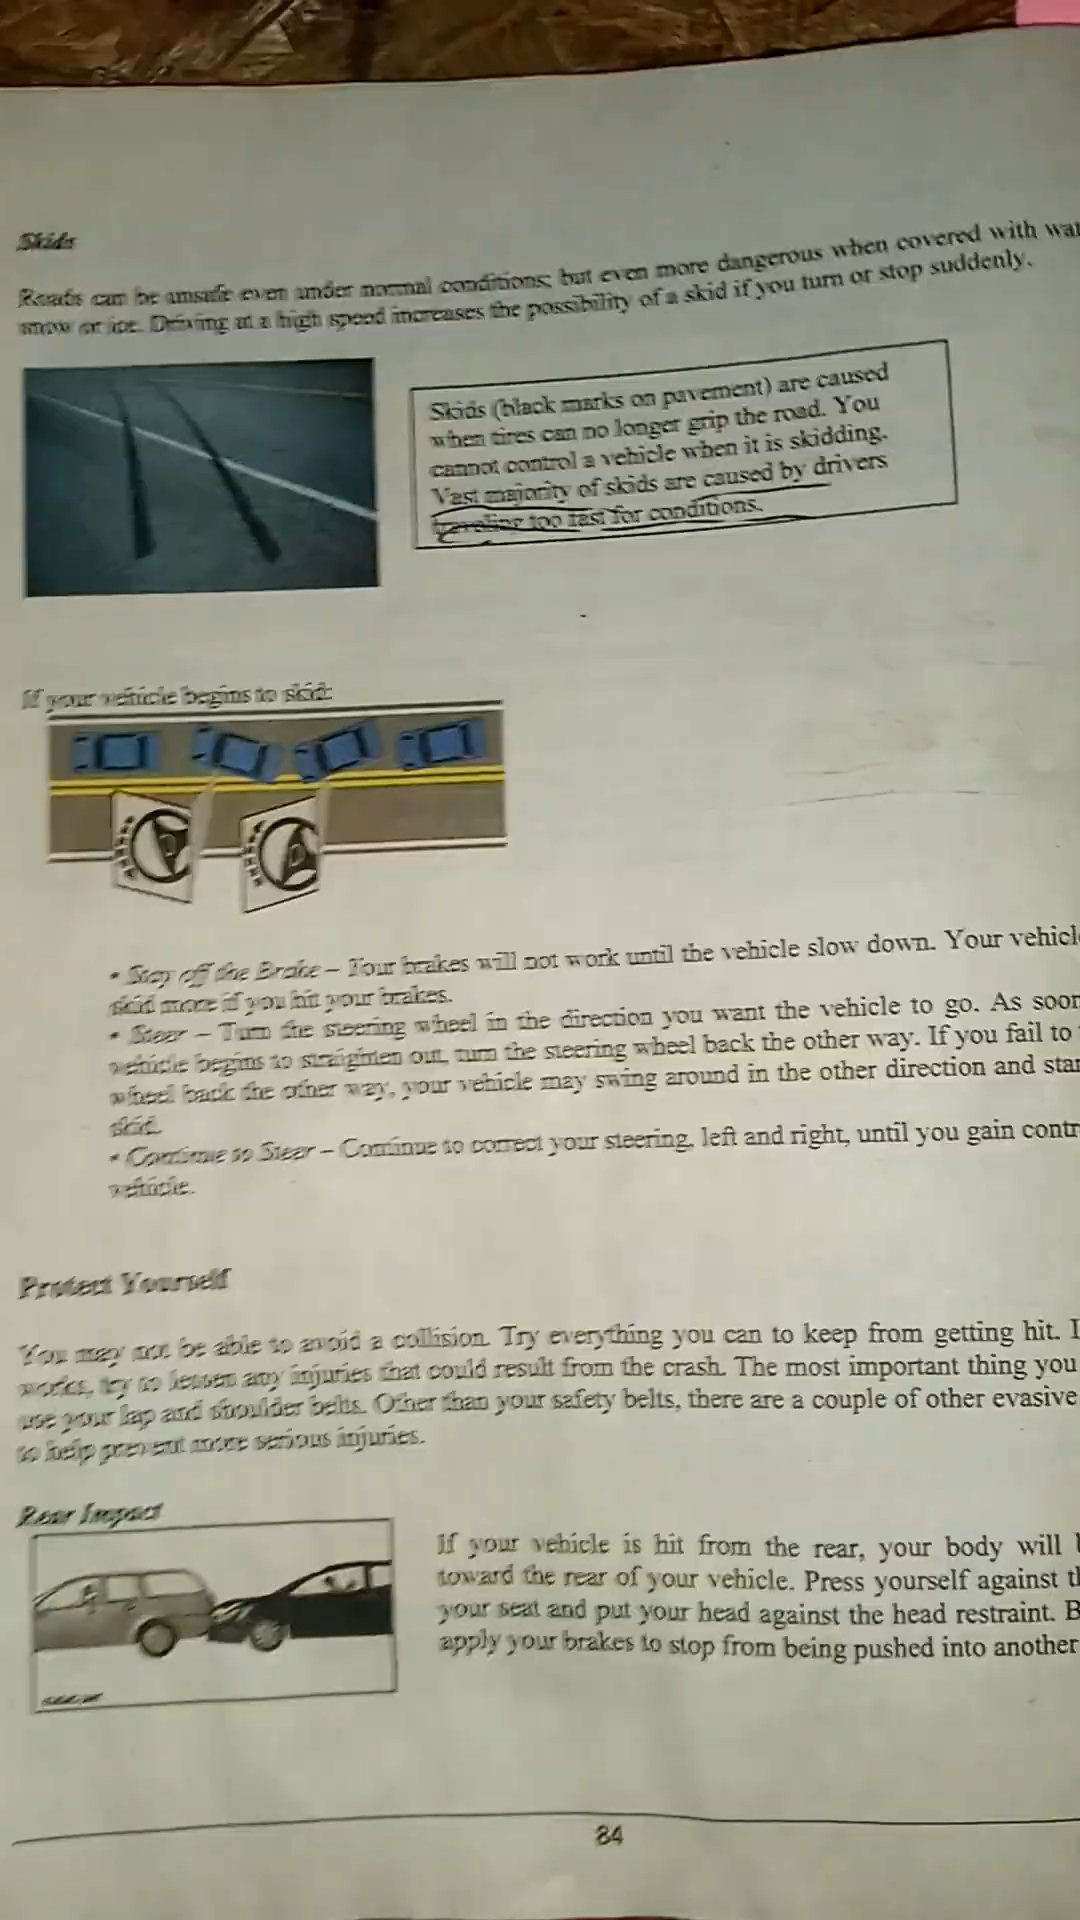 Skids
Roads can be unsafe even under normal conditions; but even more dangerous when covered with wat
snow or ice. Driving at a high speed increases the possibility of a skid if you turn or stop suddenly.
Skids (black marks on pavement) are caused
when tires can no longer grip the road. You
cannot control a vehicle when it is skidding.
Vast majority of skids are caused by drivers
traveling too fast for conditions.
If your vehicle begins to skid:
• Stay off the Brake – Your brakes will not work until the vehicle slow down. Your vehicl
skid more if you hit your brakes.
• Steer – Turn the steering wheel in the direction you want the vehicle to go. As soon
vehicle begins to straighten out, turn the steering wheel back the other way. If you fail to
wheel back the other way, your vehicle may swing around in the other direction and star
skid.
• Continue to Steer – Continue to correct your steering, left and right, until you gain contr
vehicle.
Protect Yourself
You may not be able to avoid a collision. Try everything you can to keep from getting hit. I
works, try to lessen any injuries that could result from the crash. The most important thing you
use your lap and shoulder belts. Other than your safety belts, there are a couple of other evasive
to help prevent more serious injuries.
Rear Impact
If your vehicle is hit from the rear, your body will
toward the rear of your vehicle. Press yourself against th
your seat and put your head against the head restraint. B
apply your brakes to stop from being pushed into another
84